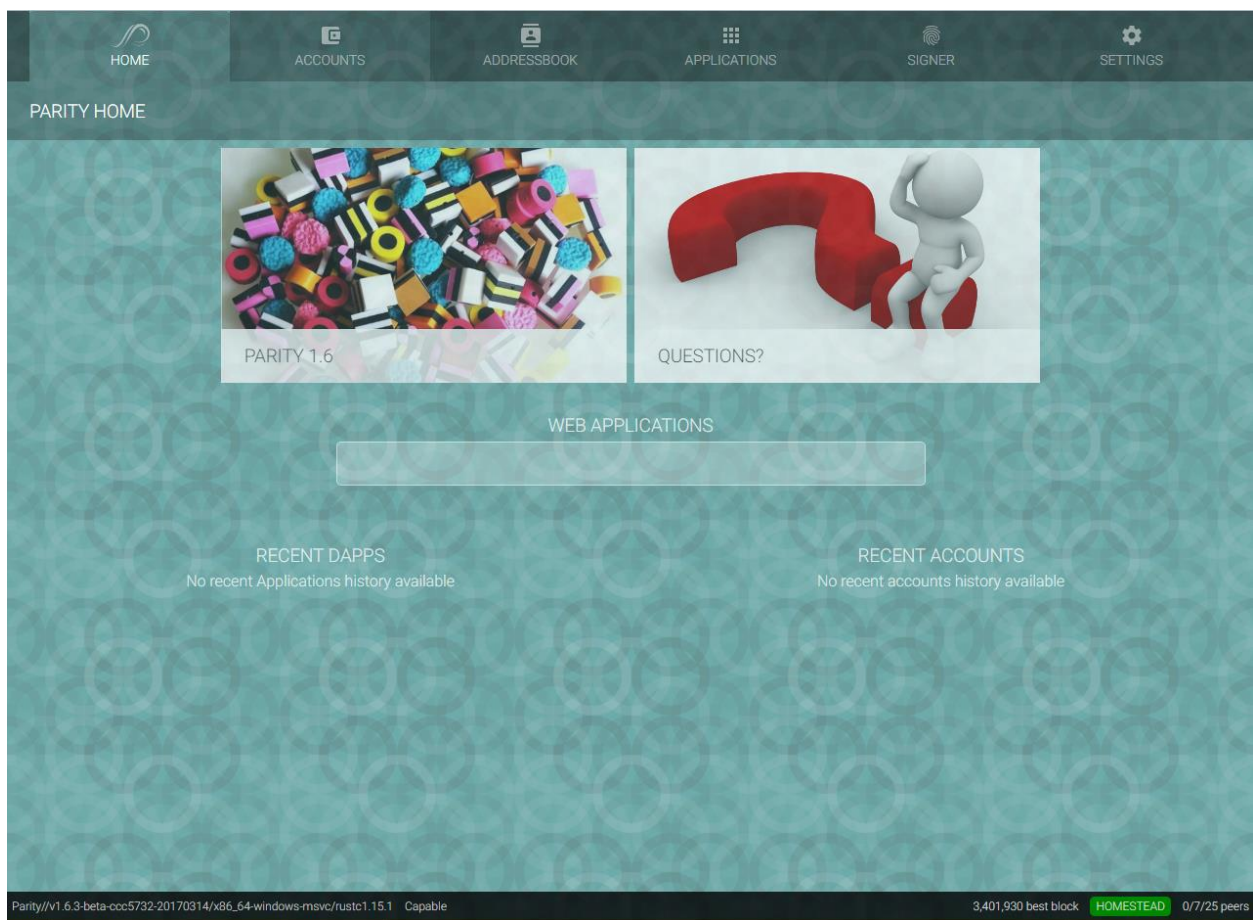 HOME
ACCOUNTS
ADDRESSBOOK
APPLICATIONS
SIGNER
SETTINGS
PARITY HOME
PARITY 1.6
QUESTIONS?
WEB APPLICATIONS
RECENT DAPPS
No recent Applications history available
RECENT ACCOUNTS
No recent accounts history available
Parity//v1.6.3-beta-ccc5732-20170314/x86_64-windows-msvc/rustc1.15.1 Capable
3,401,930 best block HOMESTEAD 0/7/25 peers